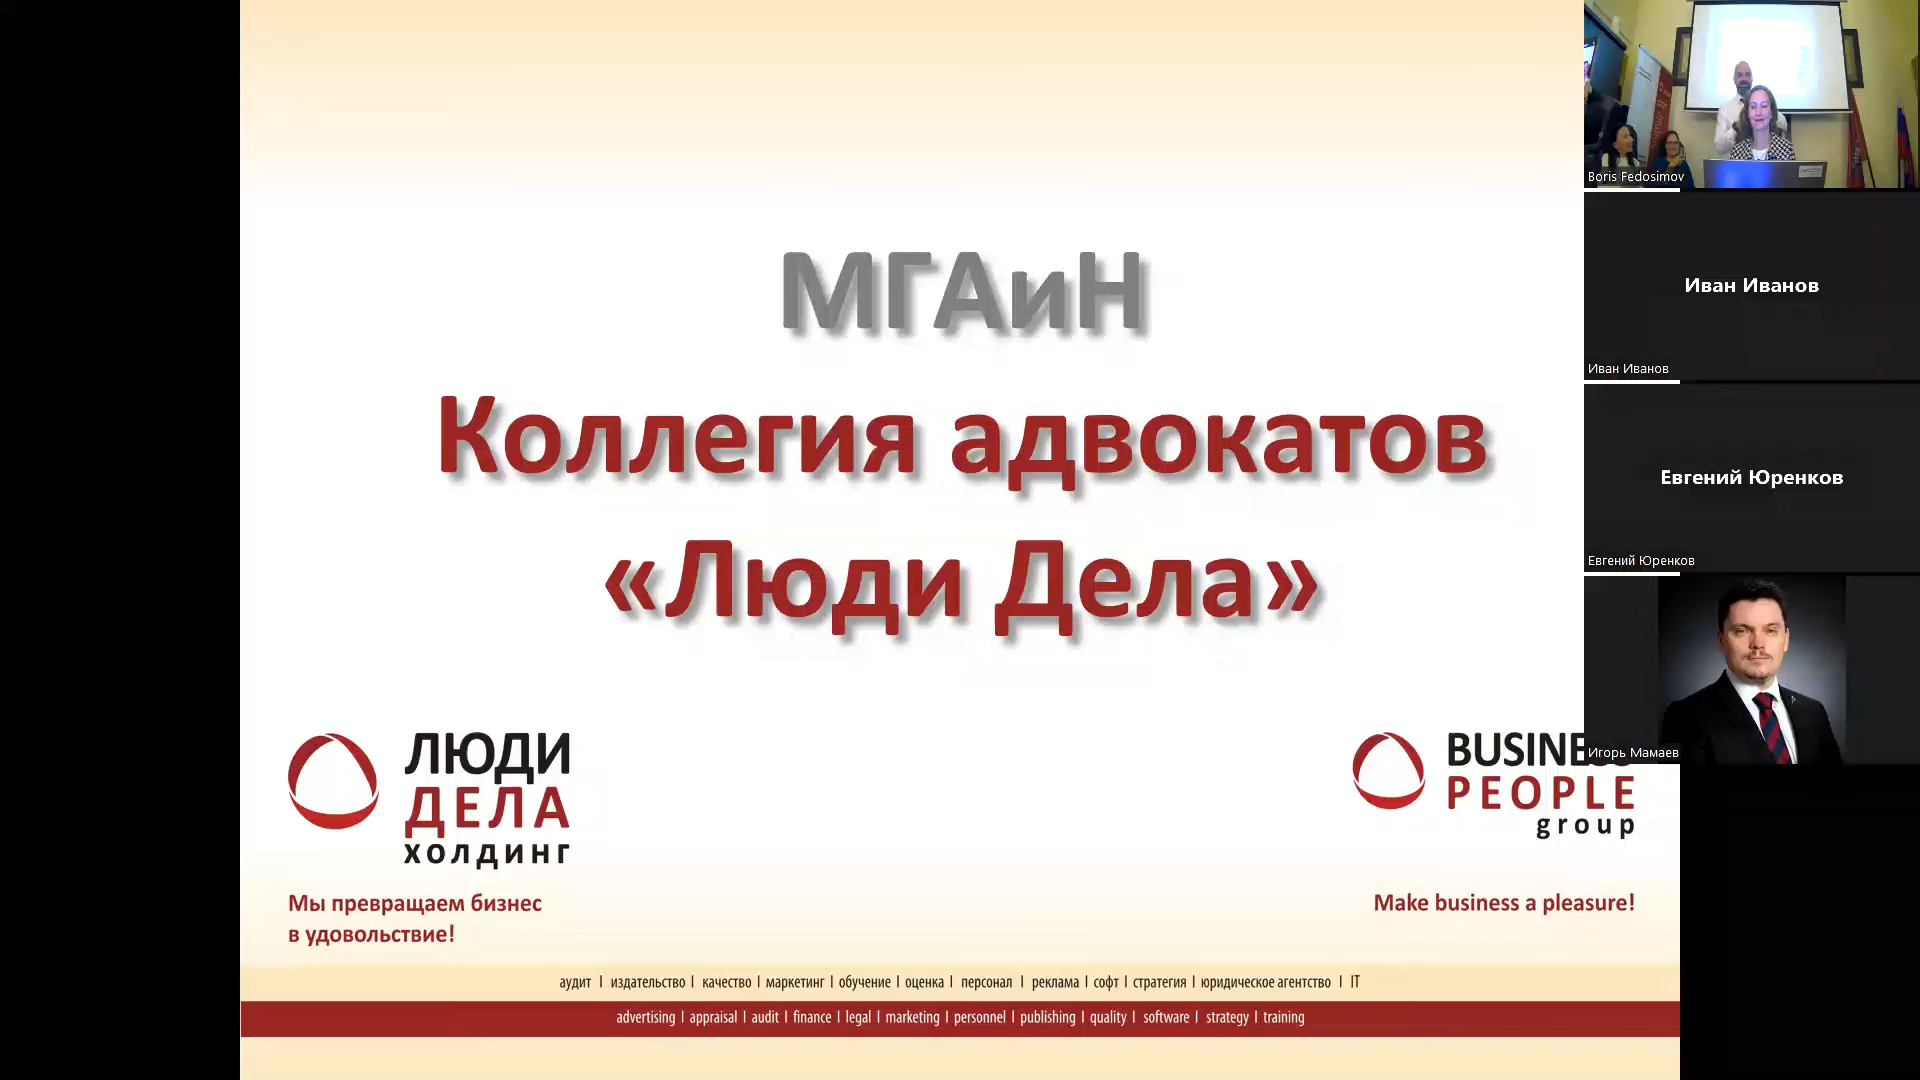 МГАиН
Коллегия адвокатов
«Люди Дела»
ЛЮДИ
ДЕЛА
ХОЛДИНГ
Мы превращаем бизнес
в удовольствие!
PEOPLE
group
Make business a pleasure!
аудит | издательство | качество | маркетинг | обучение | оценка | персонал | реклама | софт | стратегия | юридическое агентство | IT
advertising | appraisal | audit | finance | legal | marketing | personnel | publishing | quality | software | strategy | training
Boris Fedosimov
Иван Иванов
Иван Иванов
Евгений Юренков
Евгений Юренков
Игорь Мамаев